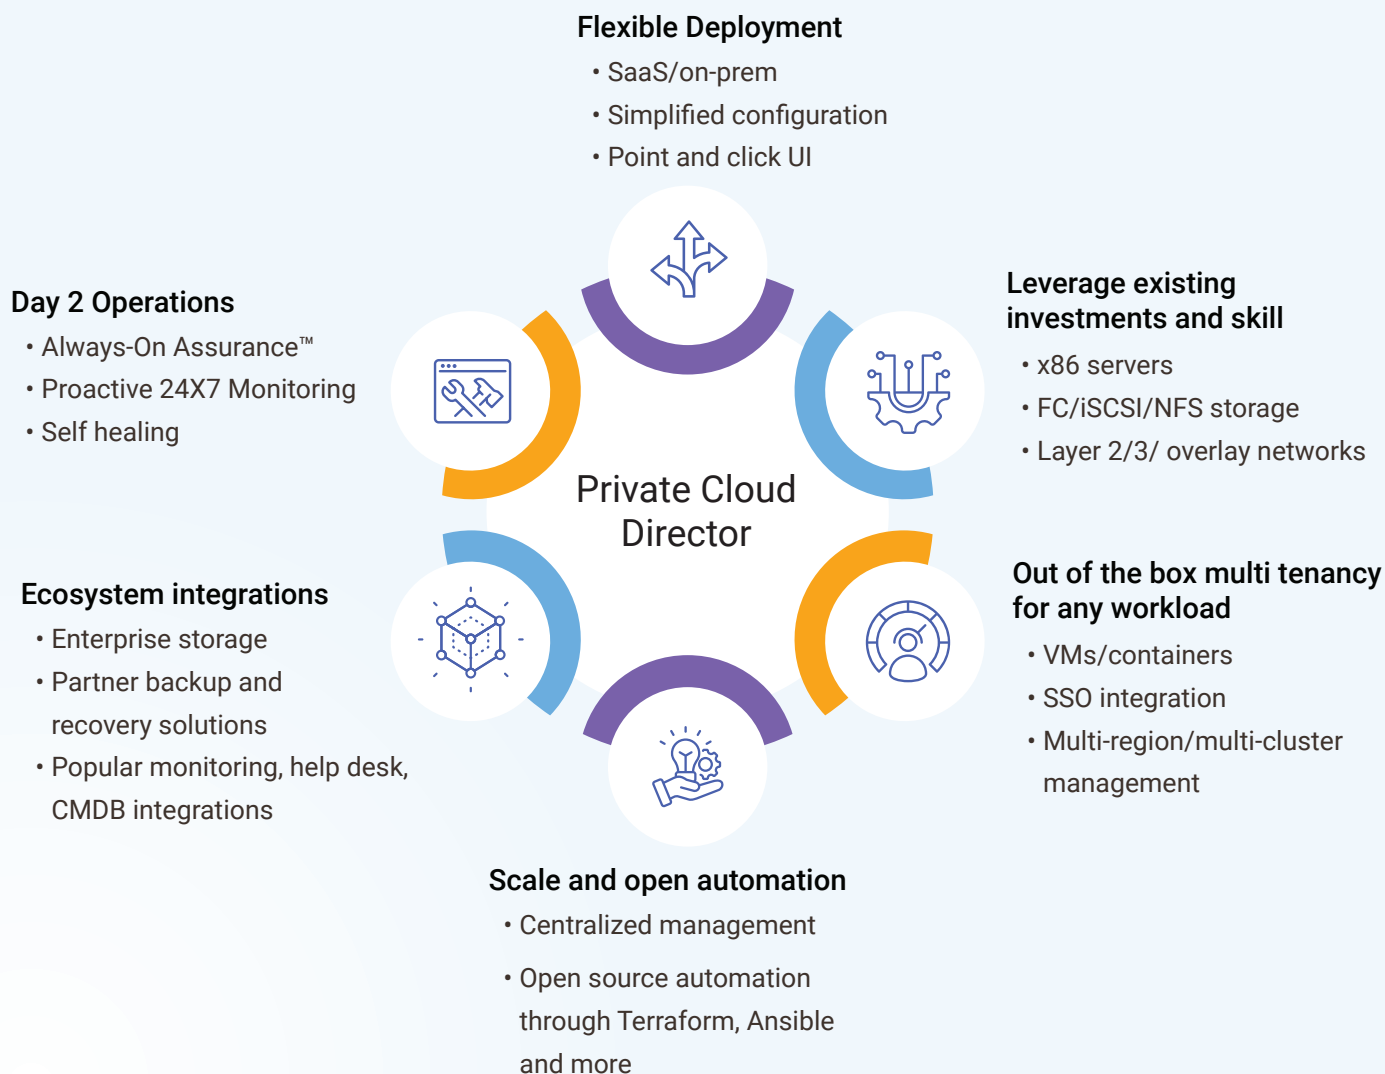 Flexible Deployment
• SaaS/on-prem
• Simplified configuration
• Point and click UI
Leverage existing
investments and skill
• x86 servers
• FC/iSCSI/NFS storage
• Layer 2/3/ overlay networks
Out of the box multi tenancy
for any workload
• VMs/containers
• SSO integration
• Multi-region/multi-cluster
management
Scale and open automation
• Centralized management
• Open source automation
through Terraform, Ansible
and more
Ecosystem integrations
• Enterprise storage
• Partner backup and
recovery solutions
• Popular monitoring, help desk,
CMDB integrations
Day 2 Operations
• Always-On Assurance™
• Proactive 24X7 Monitoring
• Self healing
Private Cloud
Director